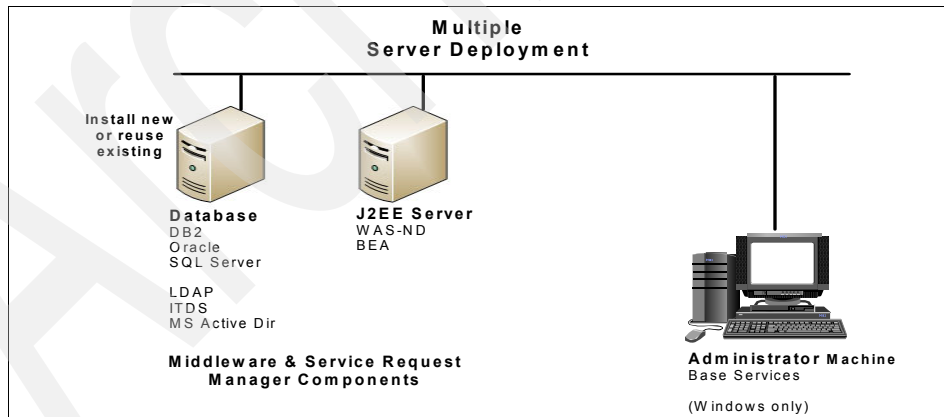 Multiple
Server Deployment
Install new
or reuse
existing
Database
DB2
Oracle
SQL Server
LDAP
ITDS
MS Active Dir
J2EE Server
WAS-ND
BEA
Middleware & Service Request
Manager Components
Administrator Machine
Base Services
(Windows only)